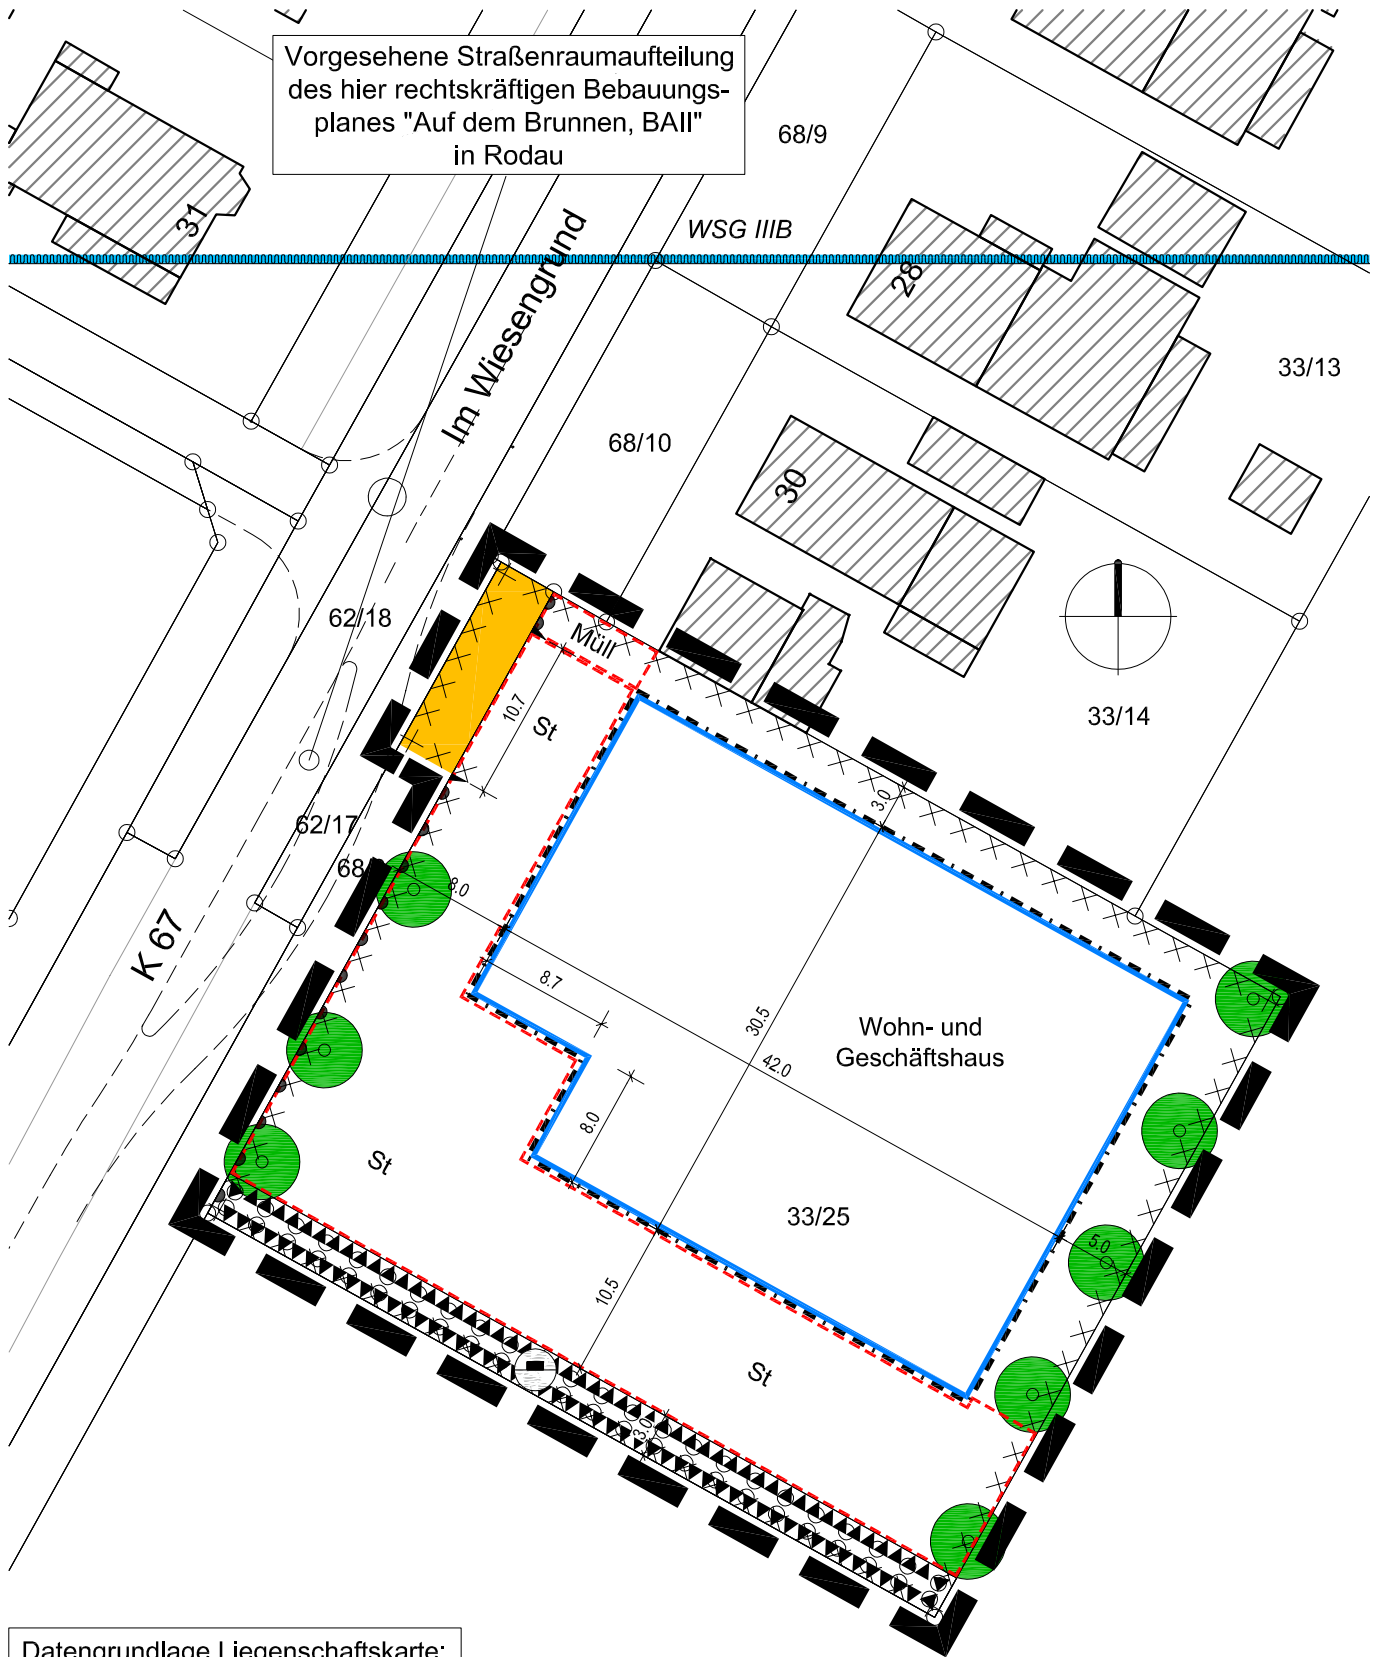 Vorgesehene Straßenraumaufteilung
des hier rechtskräftigen Bebauungs-
planes "Auf dem Brunnen, BAII"
in Rodau
68/9
31
WSG IIIB
28
Im Wiesengrund
33/13
68/10
30
62/18
Müll
10.7
St
33/14
3.0
62/17
68
8.0
K 67
8.7
30.5
Wohn- und
Geschäftshaus
42.0
8.0
St
33/25
5.0
10.5
St
3.0
Datengrundlage Liegenschaftskarte: